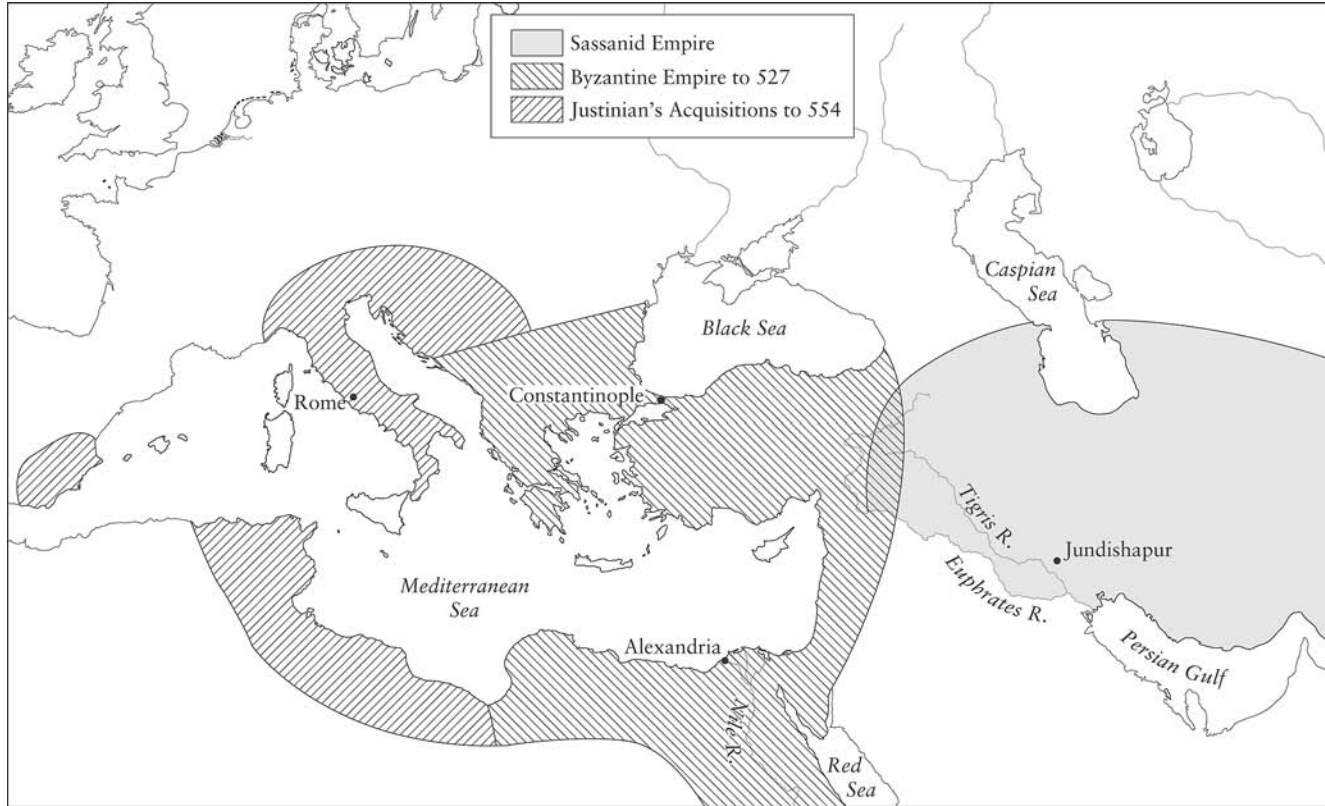 Sassanid Empire
Byzantine Empire to 527
Justinian's Acquisitions to 554
Caspian
Sea
Black Sea
Constantinople
Rome
Tigris R.
Jundishapur
Euphrates R.
Mediterranean
Sea
Alexandria
Persian Gulf
Nile R.
Red
Sea